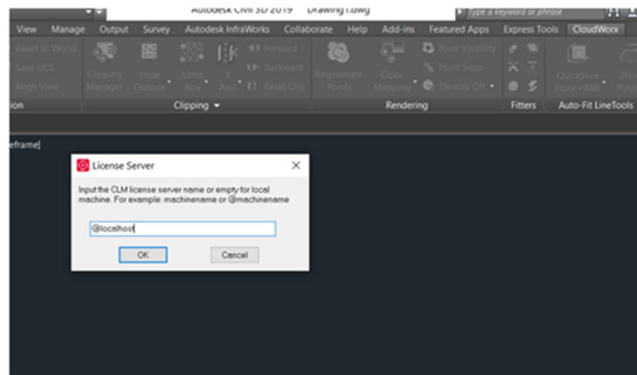 Autodesk Civil 3D 2019 Drawing1.dwg Type a keyword or phrase
View Manage Output Survey Autodesk InfraWorks Collaborate Help Add-ins Featured Apps Express Tools CloudWorx
Reset to World Forward Point Visibility
Save UCS Backward Point Snap
Clipping Hide Limit X Regenerate Color QuickSlice
Align View Manager Outside Box Axis Reset Clip Points Mapping Density Off Floor+Wall
ion Clipping Rendering Fitters Auto-Fit LineTools
eframe]
License Server
Input the CLM license server name or empty for local
machine. For example: machinename or @machinename
@localhost
OK Cancel